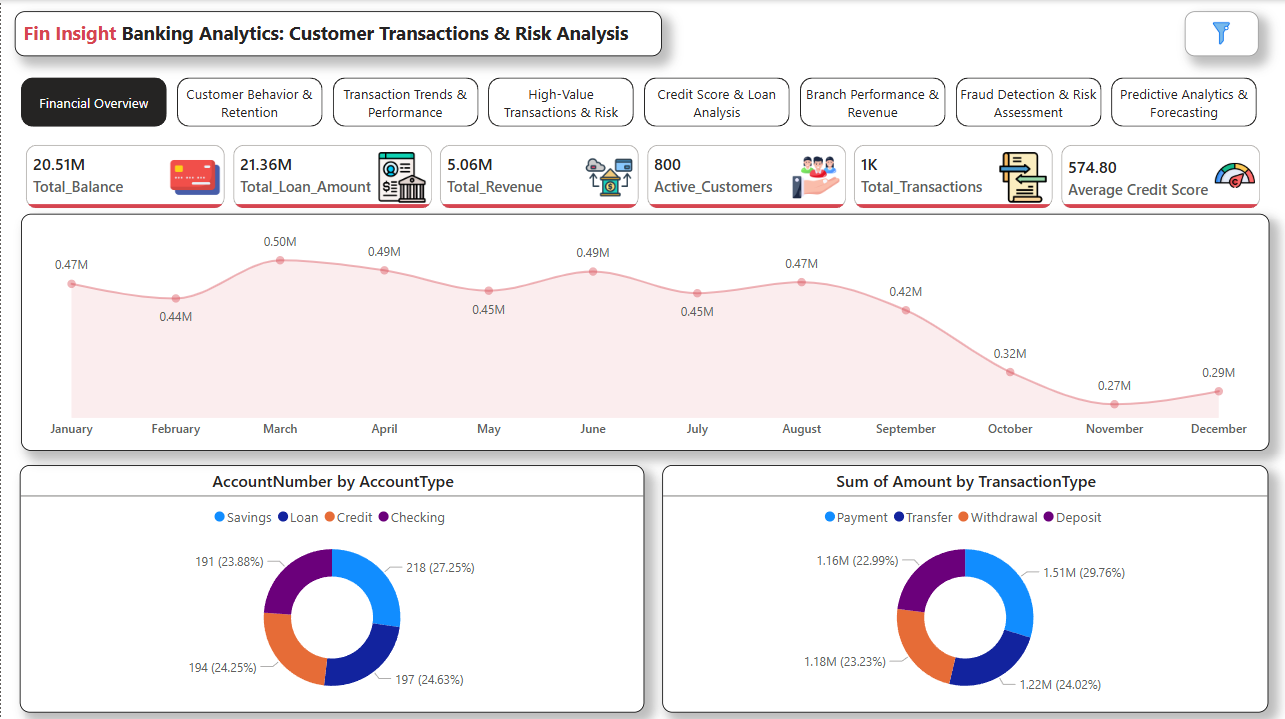 Fin Insight Banking Analytics: Customer Transactions & Risk Analysis
Financial Overview
Customer Behavior &
Retention
Transaction Trends &
Performance
High-Value
Transactions & Risk
Credit Score & Loan
Analysis
Branch Performance &
Revenue
Fraud Detection & Risk
Assessment
Predictive Analytics &
Forecasting
20.51M
Total_Balance
21.36M
Total_Loan_Amount
5.06M
Total_Revenue
800
Active_Customers
1K
Total_Transactions
574.80
Average Credit Score
0.47M
0.44M
0.50M
0.49M
0.45M
0.49M
0.45M
0.47M
0.42M
0.32M
0.27M
0.29M
January
February
March
April
May
June
July
August
September
October
November
December
AccountNumber by AccountType
Savings
Loan
Credit
Checking
191 (23.88%)
218 (27.25%)
194 (24.25%)
197 (24.63%)
Sum of Amount by TransactionType
Payment
Transfer
Withdrawal
Deposit
1.16M (22.99%)
1.51M (29.76%)
1.18M (23.23%)
1.22M (24.02%)